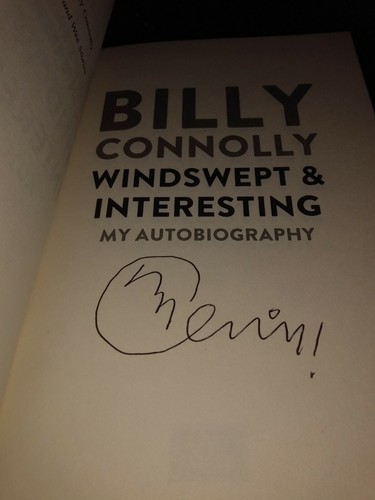 BILLY
CONNOLLY
WINDSWEPT &
INTERESTING
MY AUTOBIOGRAPHY